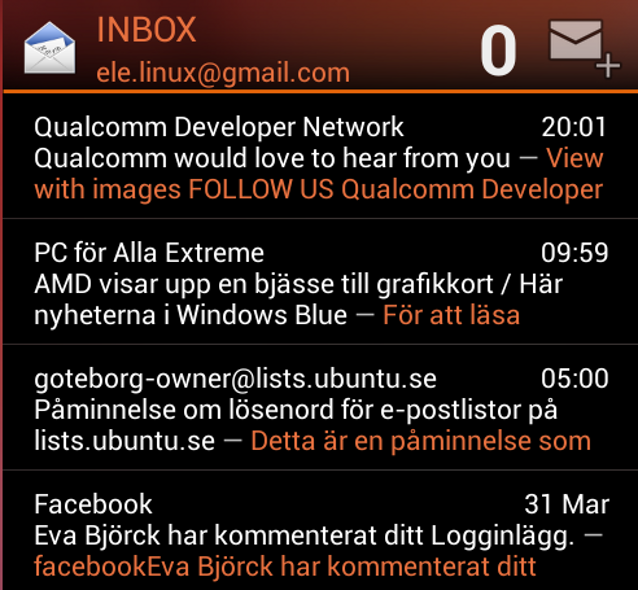 INBOX
ele.linux@gmail.com
0
Qualcomm Developer Network 20:01
Qualcomm would love to hear from you — View
with images FOLLOW US Qualcomm Developer
PC för Alla Extreme 09:59
AMD visar upp en bjässe till grafikkort / Här
nyheterna i Windows Blue — För att läsa
goteborg-owner@lists.ubuntu.se 05:00
Påminnelse om lösenord för e-postlistor på
lists.ubuntu.se — Detta är en påminnelse som
Facebook 31 Mar
Eva Björck har kommenterat ditt Logginlägg. —
facebookEva Björck har kommenterat ditt